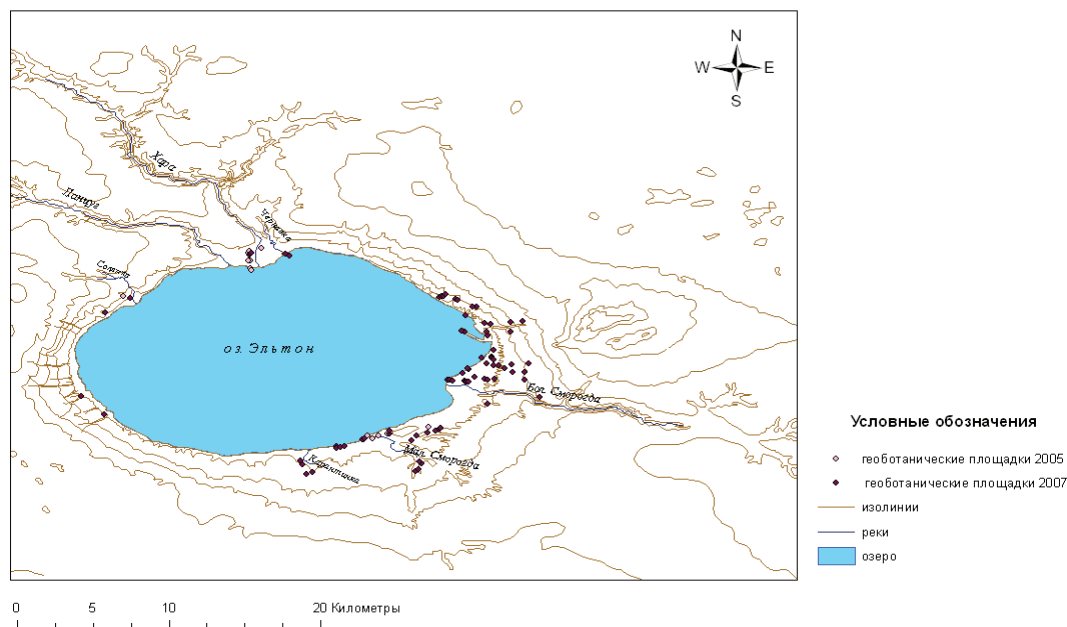 N
W E
S
Хара
Ланцуг
Чернавка
Солянка
оз. Эльтон
Бол. Сморогда
Мал. Сморогда
Карантинка
Условные обозначения
геоботанические площадки 2005
геоботанические площадки 2007
изолинии
реки
озеро
0 5 10 20 Километры